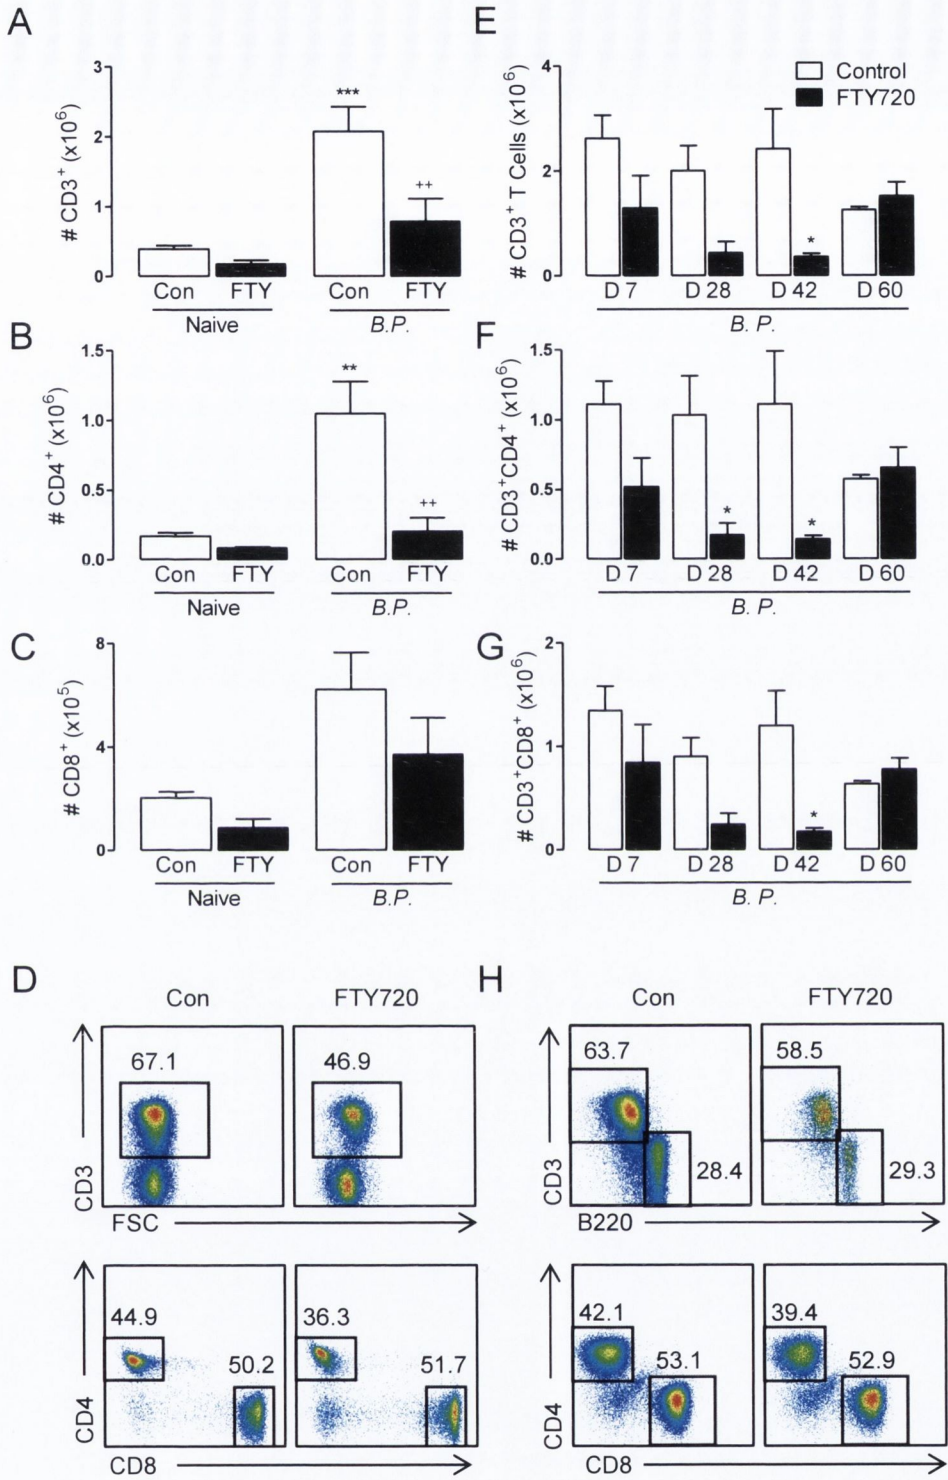 A
# CD3+ (x10^6)
3
2
1
0
***
++
Con FTY Con FTY
Naive B.P.
B
# CD4+ (x10^6)
1.5
1.0
0.5
0.0
**
++
Con FTY Con FTY
Naive B.P.
C
# CD8+ (x10^5)
8
4
0
Con FTY Con FTY
Naive B.P.
E
# CD3+ T Cells (x10^6)
4
2
0
Control
FTY720
*
D 7 D 28 D 42 D 60
B. P.
F
# CD3+CD4+ (x10^6)
1.5
1.0
0.5
0.0
* *
D 7 D 28 D 42 D 60
B. P.
G
# CD3+CD8+ (x10^6)
2
1
0
*
D 7 D 28 D 42 D 60
B. P.
D
Con FTY720
67.1 46.9
CD3
FSC
44.9 36.3
50.2 51.7
CD4
CD8
H
Con FTY720
63.7 58.5
28.4 29.3
CD3
B220
42.1 39.4
53.1 52.9
CD4
CD8